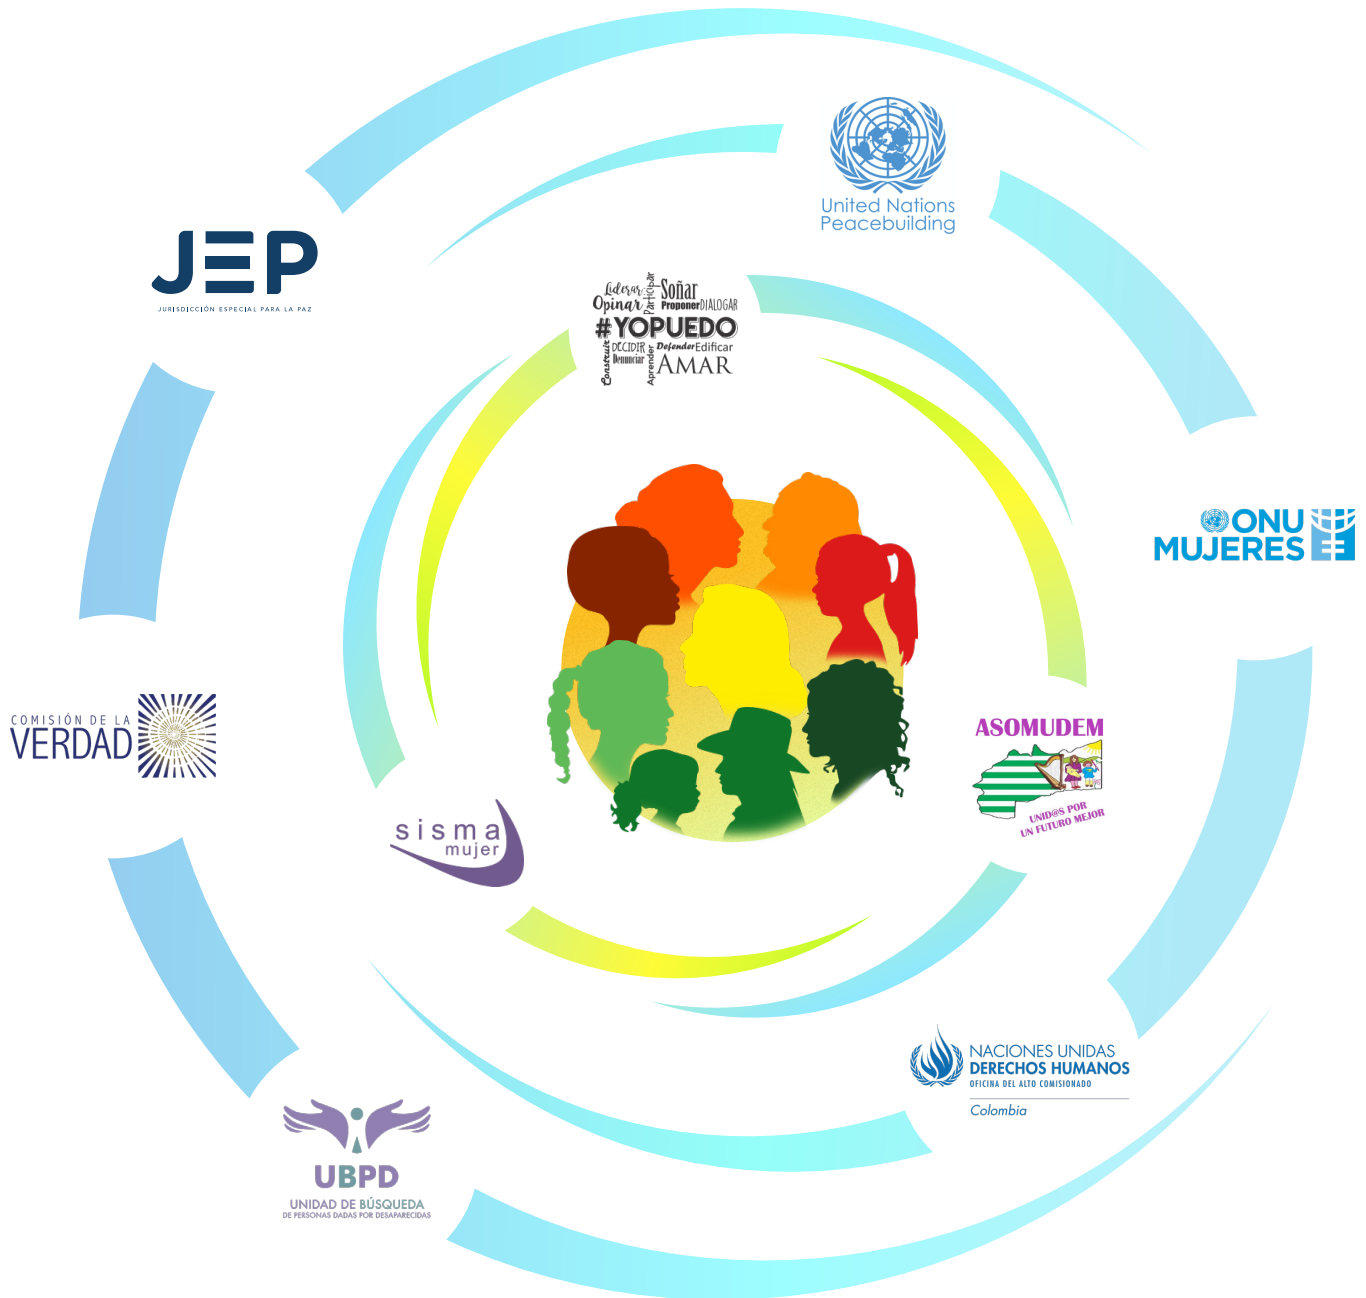 United Nations
Peacebuilding
JEP
JURISDICCIÓN ESPECIAL PARA LA PAZ
Liderar
Opinar
Participar
Soñar
Proponer DIALOGAR
#YOPUEDO
Construir
DECIDIR
Denunciar
Aprender
Defender Edificar
AMAR
ONU
MUJERES
COMISIÓN DE LA
VERDAD
ASOMUDEM
UNID@S POR
UN FUTURO MEJOR
sisma
mujer
NACIONES UNIDAS
DERECHOS HUMANOS
OFICINA DEL ALTO COMISIONADO
Colombia
UBPD
UNIDAD DE BÚSQUEDA
DE PERSONAS DADAS POR DESAPARECIDAS